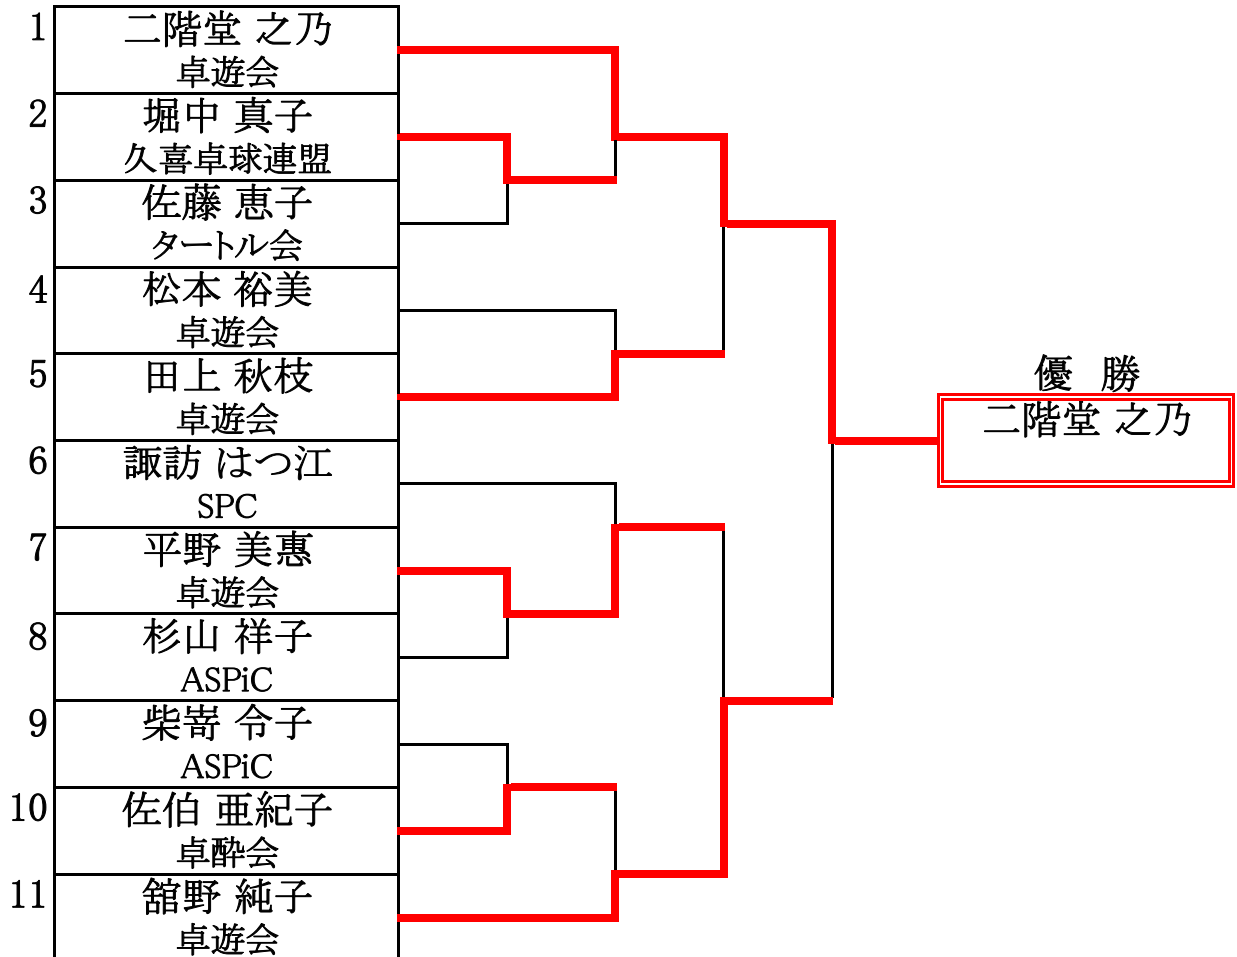 1 二階堂 之乃
卓遊会
2 堀中 真子
久喜卓球連盟
3 佐藤 恵子
タートル会
4 松本 裕美
卓遊会
5 田上 秋枝
卓遊会
6 諏訪 はつ江
SPC
7 平野 美惠
卓遊会
8 杉山 祥子
ASPiC
9 柴嵜 令子
ASPiC
10 佐伯 亜紀子
卓酔会
11 舘野 純子
卓遊会
優 勝
二階堂 之乃